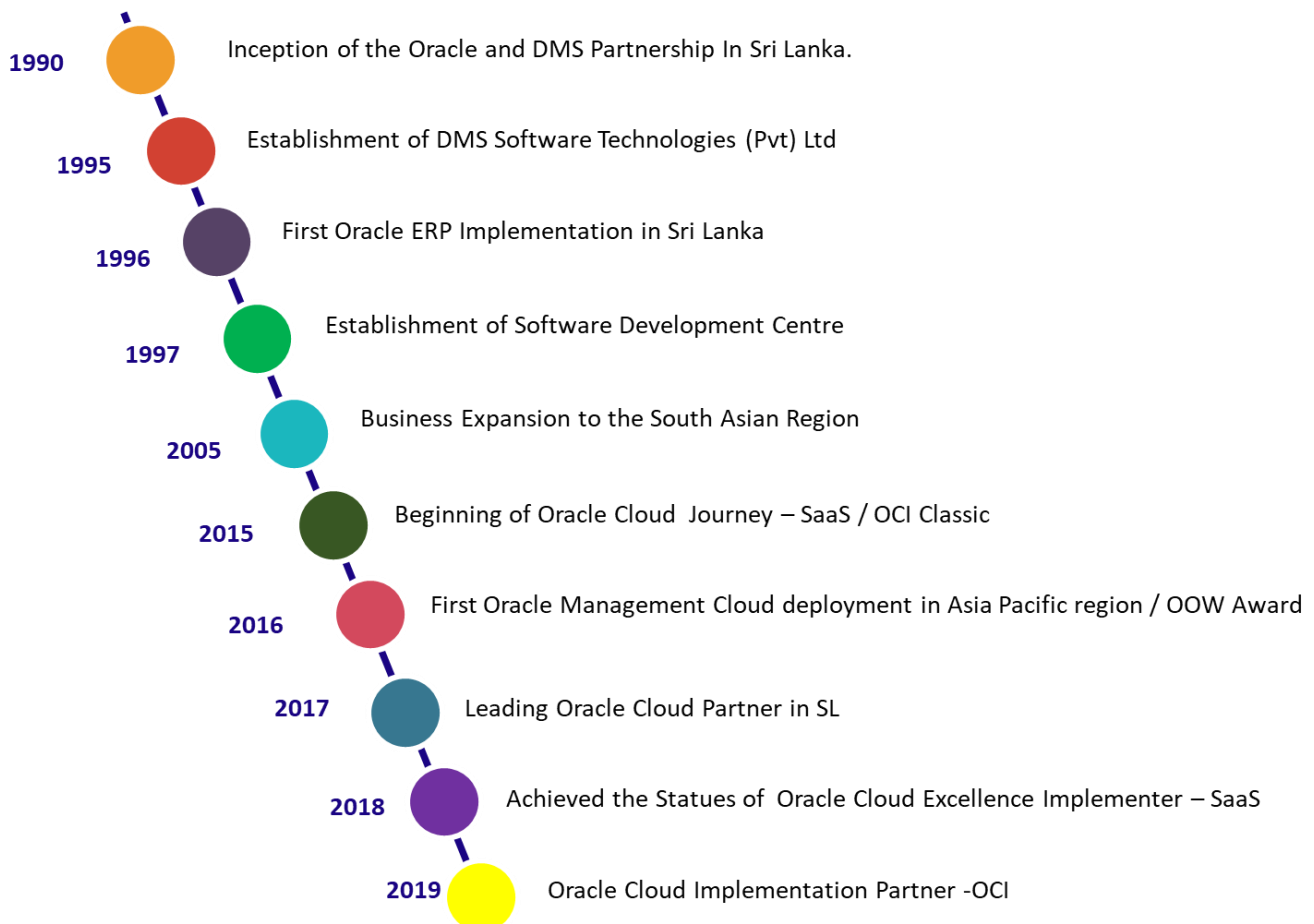 1990 Inception of the Oracle and DMS Partnership In Sri Lanka.
1995 Establishment of DMS Software Technologies (Pvt) Ltd
1996 First Oracle ERP Implementation in Sri Lanka
1997 Establishment of Software Development Centre
2005 Business Expansion to the South Asian Region
2015 Beginning of Oracle Cloud Journey – SaaS / OCI Classic
2016 First Oracle Management Cloud deployment in Asia Pacific region / OOW Award
2017 Leading Oracle Cloud Partner in SL
2018 Achieved the Statues of Oracle Cloud Excellence Implementer – SaaS
2019 Oracle Cloud Implementation Partner -OCI